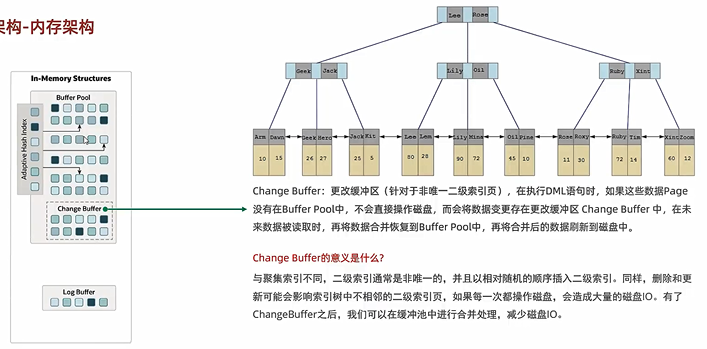 架构-内存架构
In-Memory Structures
Buffer Pool
Adaptive Hash Index
Change Buffer
Log Buffer
Lee Rose
Geek Jack
Lily Oil
Ruby Xint
Arm Dawn Geek Hero Jack Kit Lee Lem Lily Mina Oil Pine Rose Roxy Ruby Tim Xint Zoom
10 15 26 27 25 5 80 28 90 72 45 10 11 30 72 14 60 12
Change Buffer：更改缓冲区（针对于非唯一二级索引页），在执行DML语句时，如果这些数据Page
没有在Buffer Pool中，不会直接操作磁盘，而会将数据变更存在更改缓冲区 Change Buffer 中，在未
来数据被读取时，再将数据合并恢复到Buffer Pool中，再将合并后的数据刷新到磁盘中。
Change Buffer的意义是什么?
与聚集索引不同，二级索引通常是非唯一的，并且以相对随机的顺序插入二级索引。同样，删除和更
新可能会影响索引树中不相邻的二级索引页，如果每一次都操作磁盘，会造成大量的磁盘IO。有了
ChangeBuffer之后，我们可以在缓冲池中进行合并处理，减少磁盘IO。